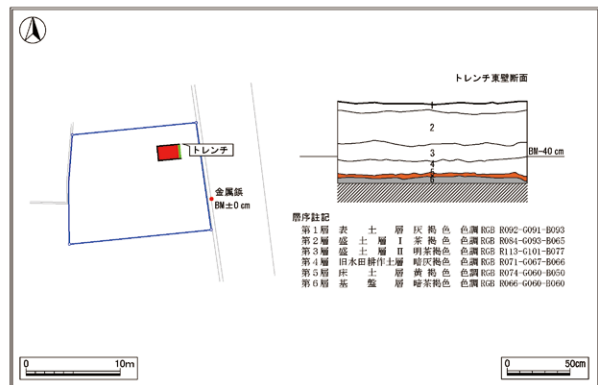 トレンチ東壁断面
1
2
3
4
5
6
BM-40 cm
トレンチ
金属鋲
BM±0 cm
層序註記
第1層 表土層 灰褐色 色調 RGB R092-G091-B093
第2層 盛土層Ⅰ 茶褐色 色調 RGB R084-G093-B065
第3層 盛土層Ⅱ 明茶褐色 色調 RGB R113-G101-B077
第4層 旧水田耕作土層 暗灰褐色 色調 RGB R071-G067-B066
第5層 床土層 黄褐色 色調 RGB R074-G060-B050
第6層 基盤層 暗茶褐色 色調 RGB R066-G060-B060
0 10m
0 50cm